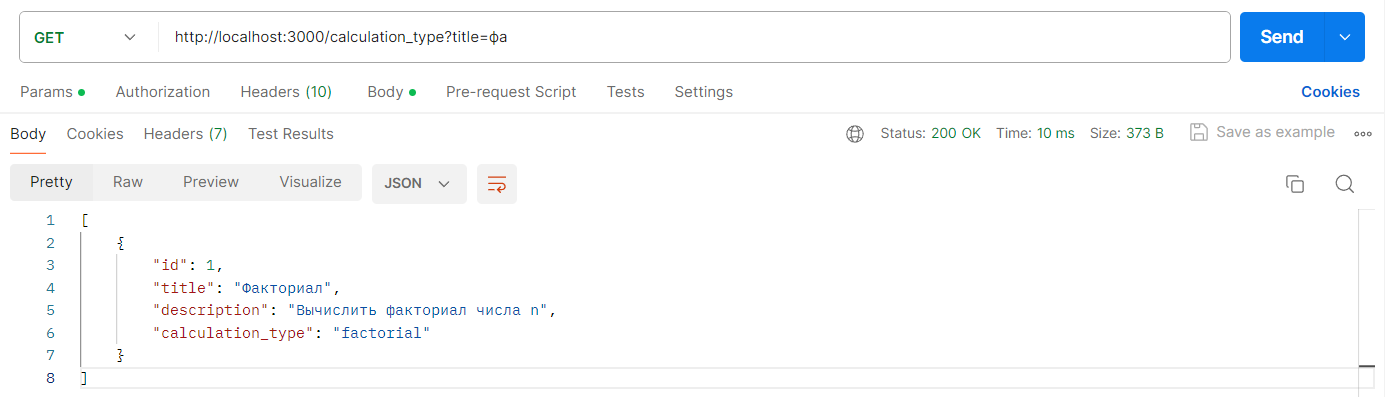 GET http://localhost:3000/calculation_type?title=фа Send
Params Authorization Headers (10) Body Pre-request Script Tests Settings Cookies
Body Cookies Headers (7) Test Results Status: 200 OK Time: 10 ms Size: 373 B Save as example
Pretty Raw Preview Visualize JSON
1 [
2 {
3 "id": 1,
4 "title": "Факториал",
5 "description": "Вычислить факториал числа n",
6 "calculation_type": "factorial"
7 }
8 ]